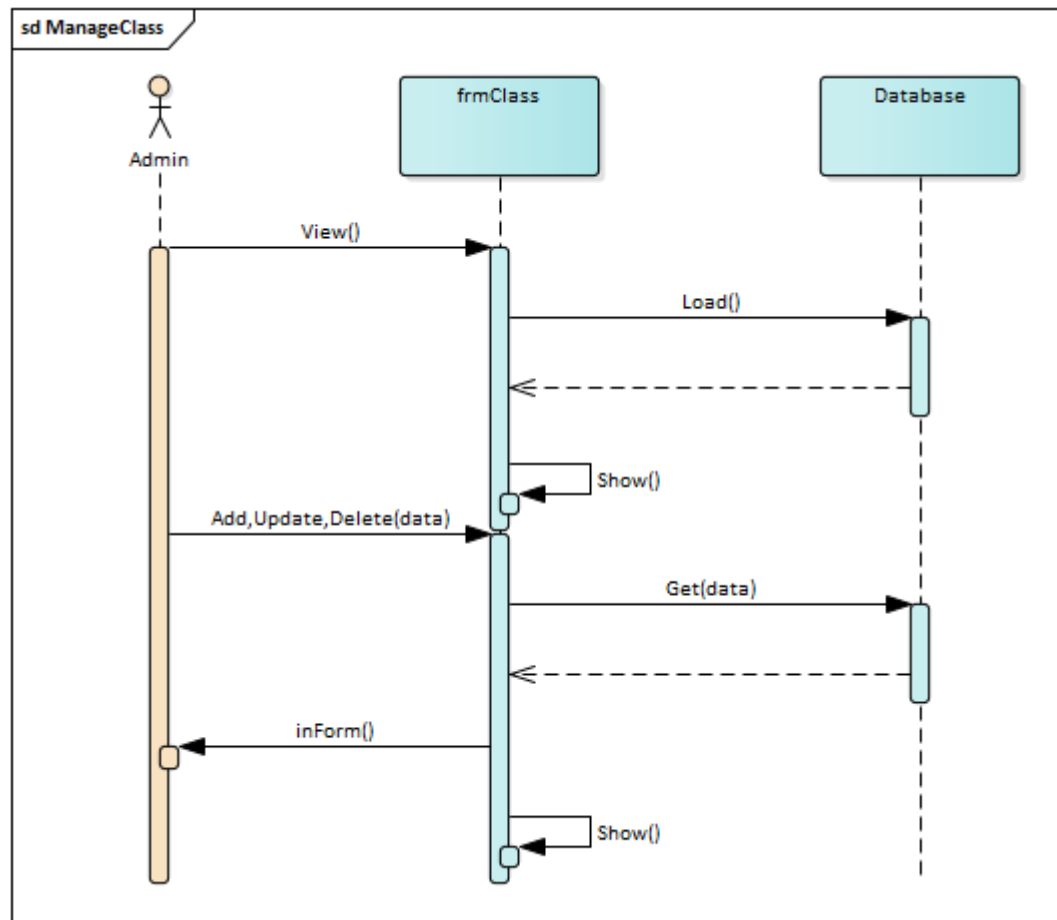 sd ManageClass
frmClass
Database
Admin
View()
Load()
Show()
Add,Update,Delete(data)
Get(data)
inForm()
Show()